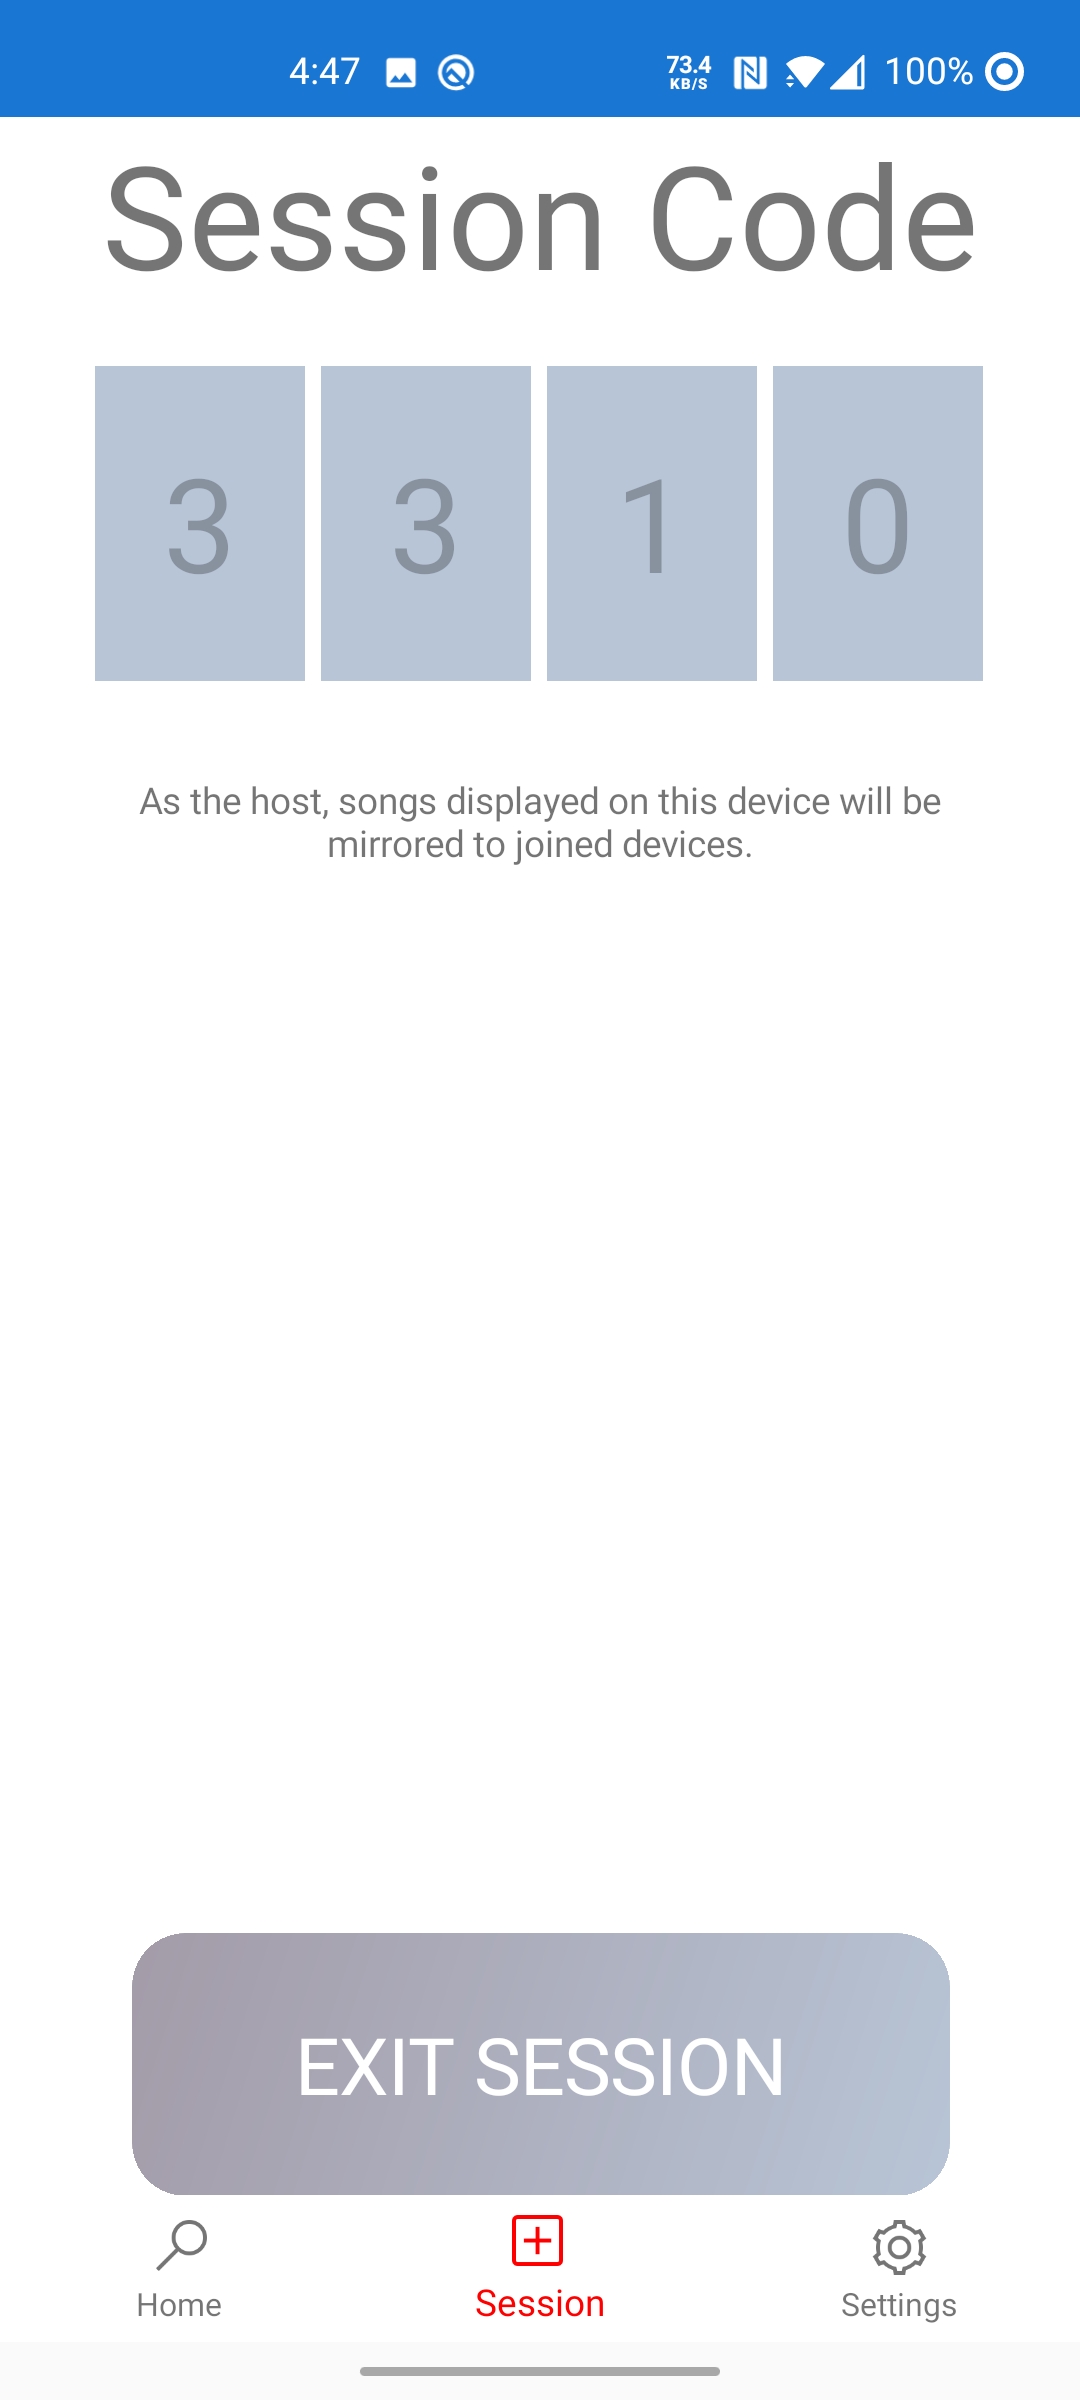 4:47
73.4
KB/S
100%
Session Code
3 3 1 0
As the host, songs displayed on this device will be
mirrored to joined devices.
EXIT SESSION
Home Session Settings